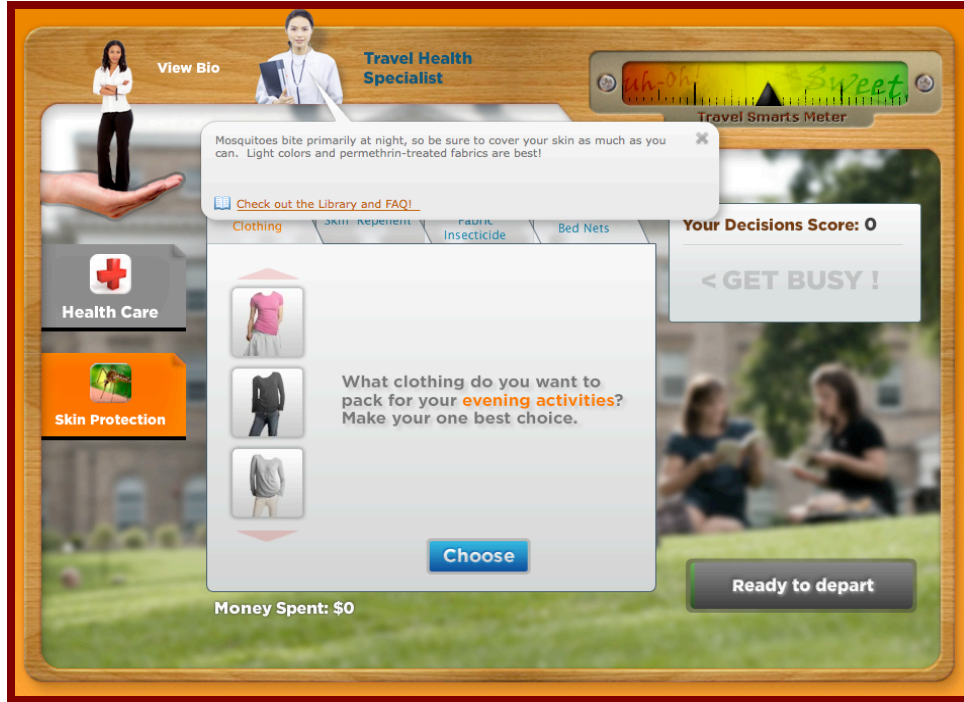 View Bio
Travel Health
Specialist
uh-oh!
Sweet
Travel Smarts Meter
Mosquitoes bite primarily at night, so be sure to cover your skin as much as you
can. Light colors and permethrin-treated fabrics are best!
Check out the Library and FAQ!
Clothing
Skin Repellent
Fabric
Insecticide
Bed Nets
Your Decisions Score: 0
< GET BUSY !
Health Care
Skin Protection
What clothing do you want to
pack for your evening activities?
Make your one best choice.
Choose
Ready to depart
Money Spent: $0